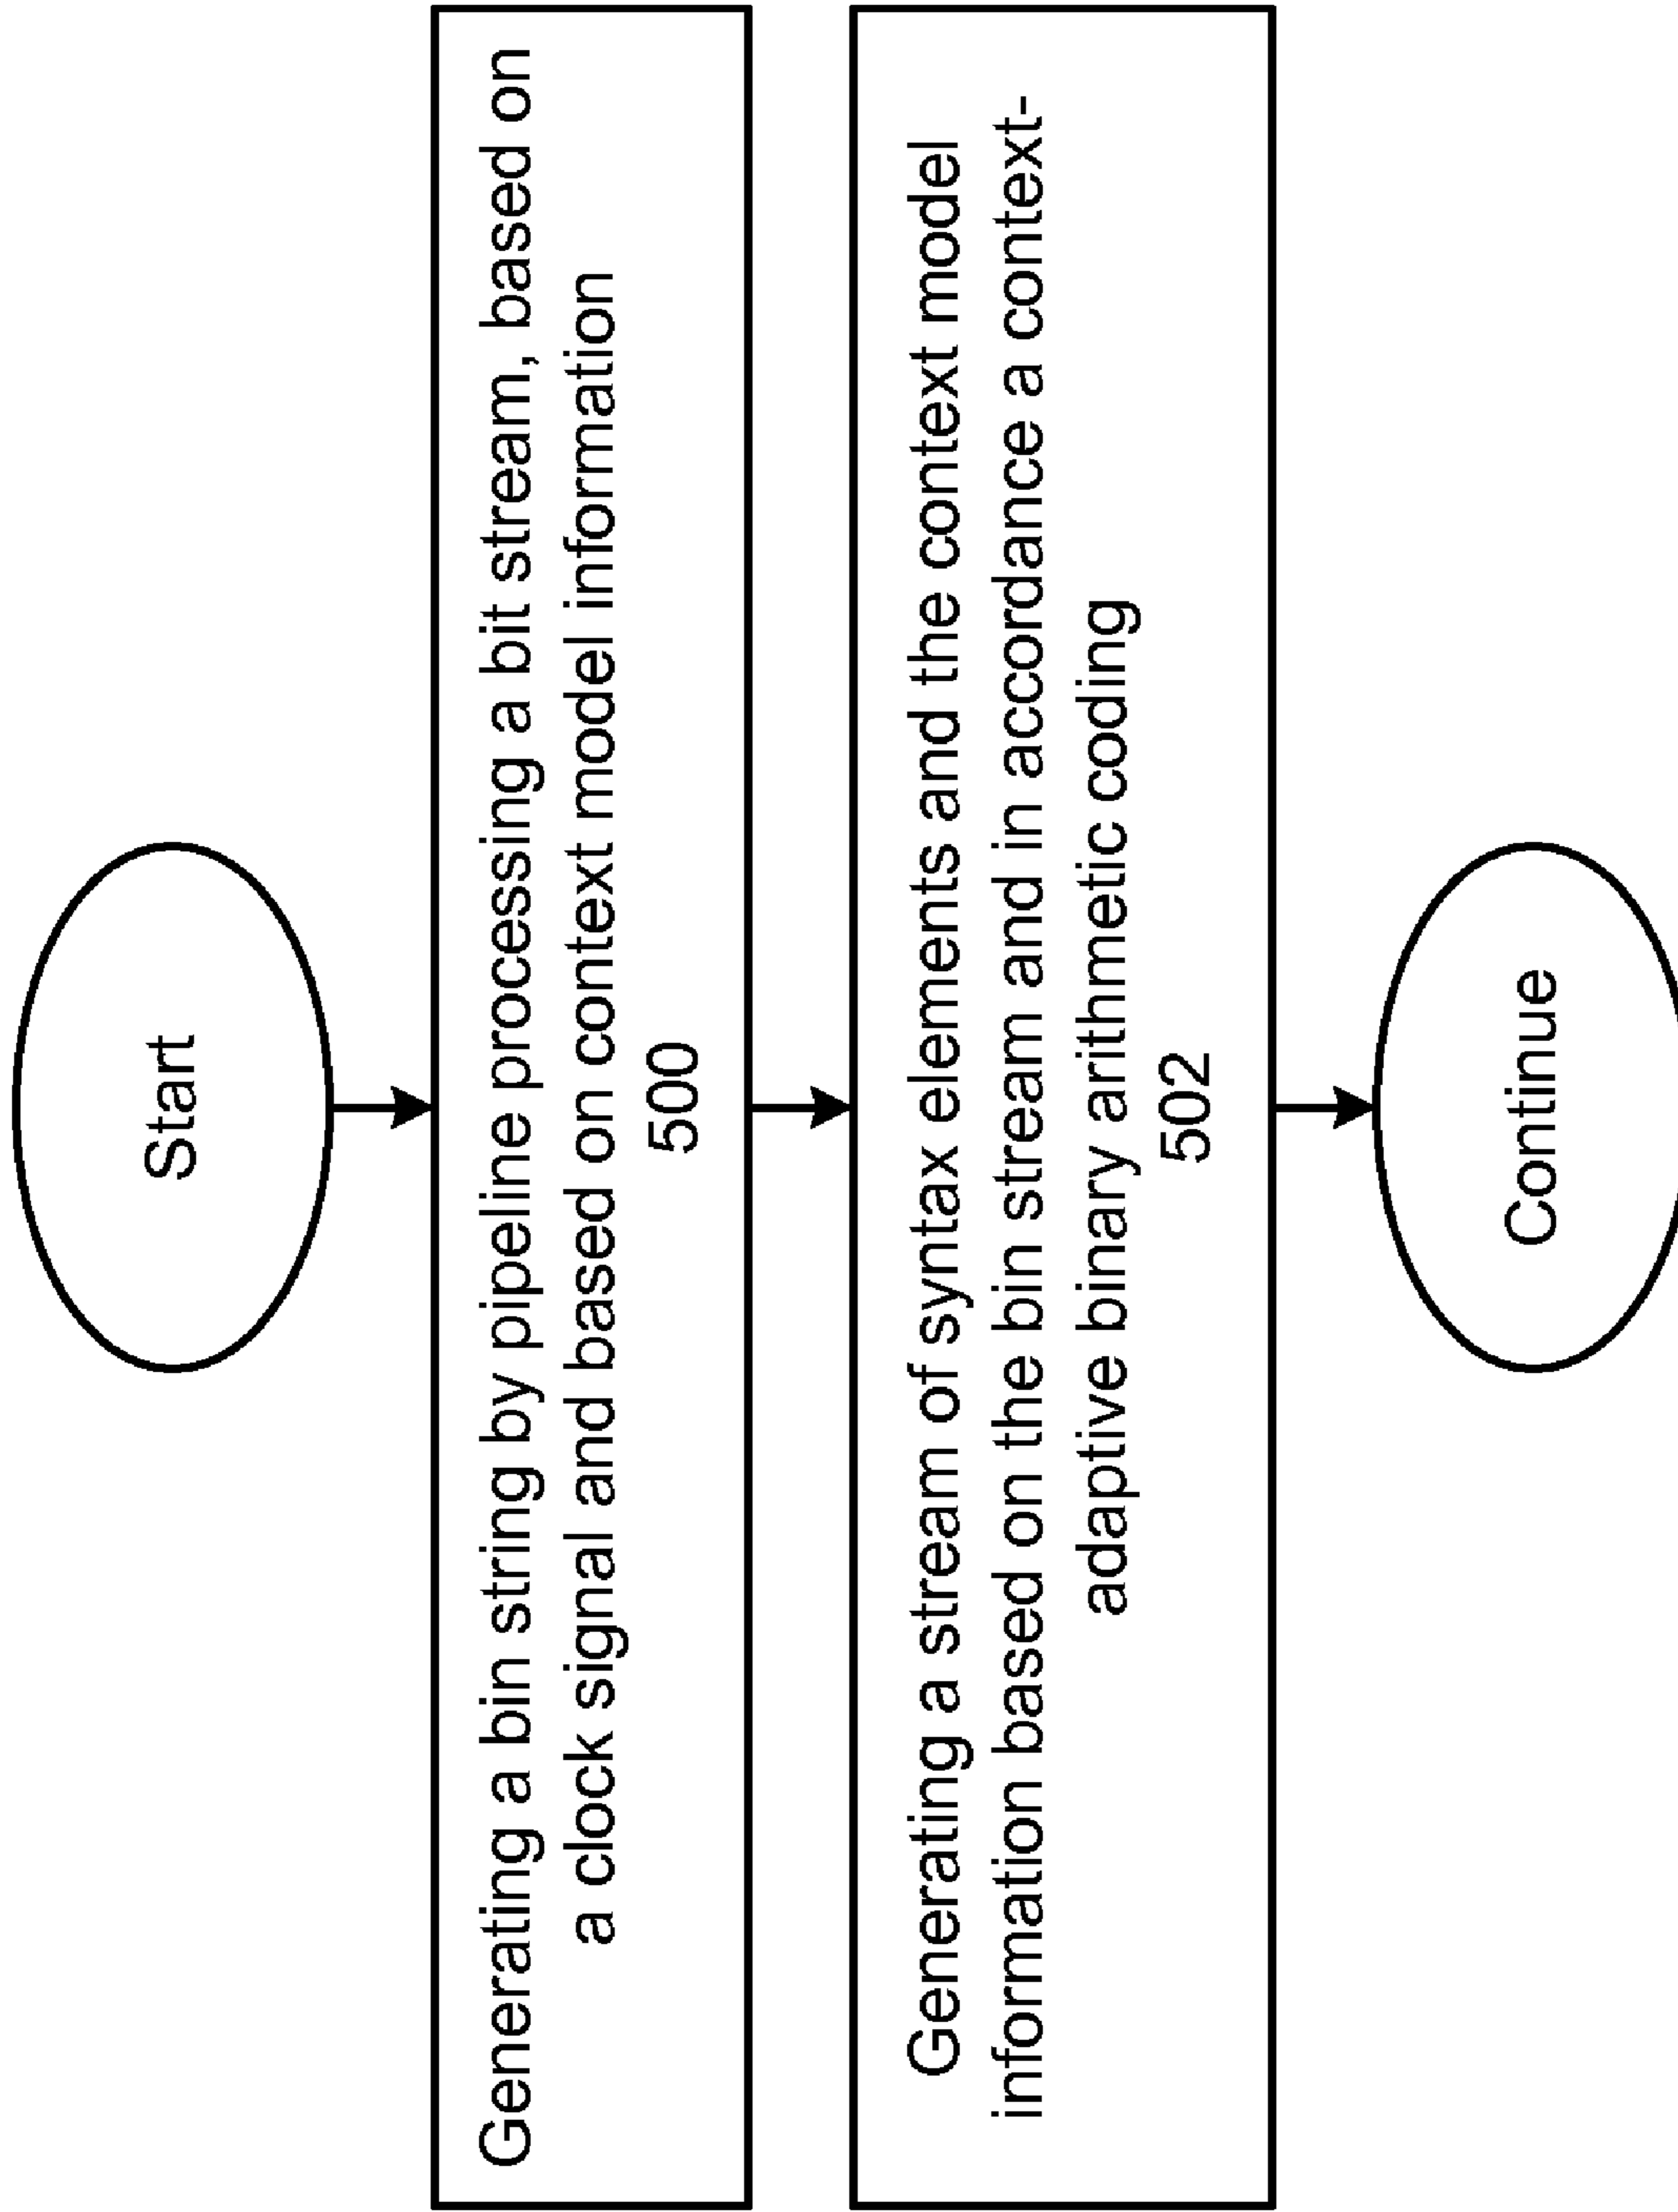 Start
Generating a bin string by pipeline processing a bit stream, based on
a clock signal and based on context model information
500
Generating a stream of syntax elements and the context model
information based on the bin stream and in accordance a context-
adaptive binary arithmetic coding
502
Continue